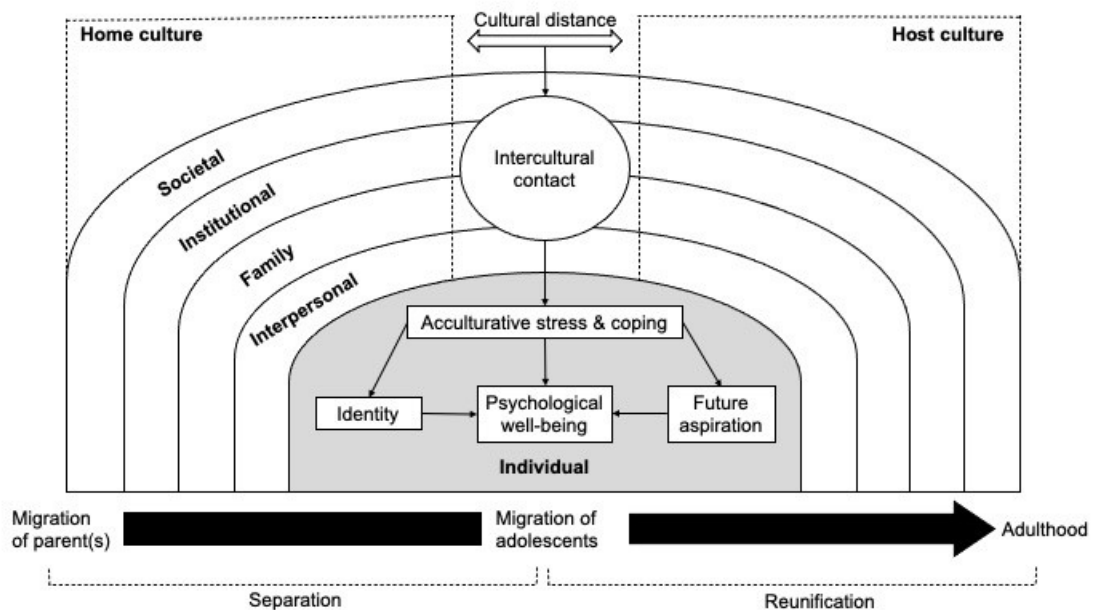 Cultural distance
Home culture
Host culture
Intercultural
contact
Societal
Institutional
Family
Interpersonal
Acculturative stress & coping
Identity
Psychological
well-being
Future
aspiration
Individual
Migration
of parent(s)
Migration of
adolescents
Adulthood
Separation
Reunification